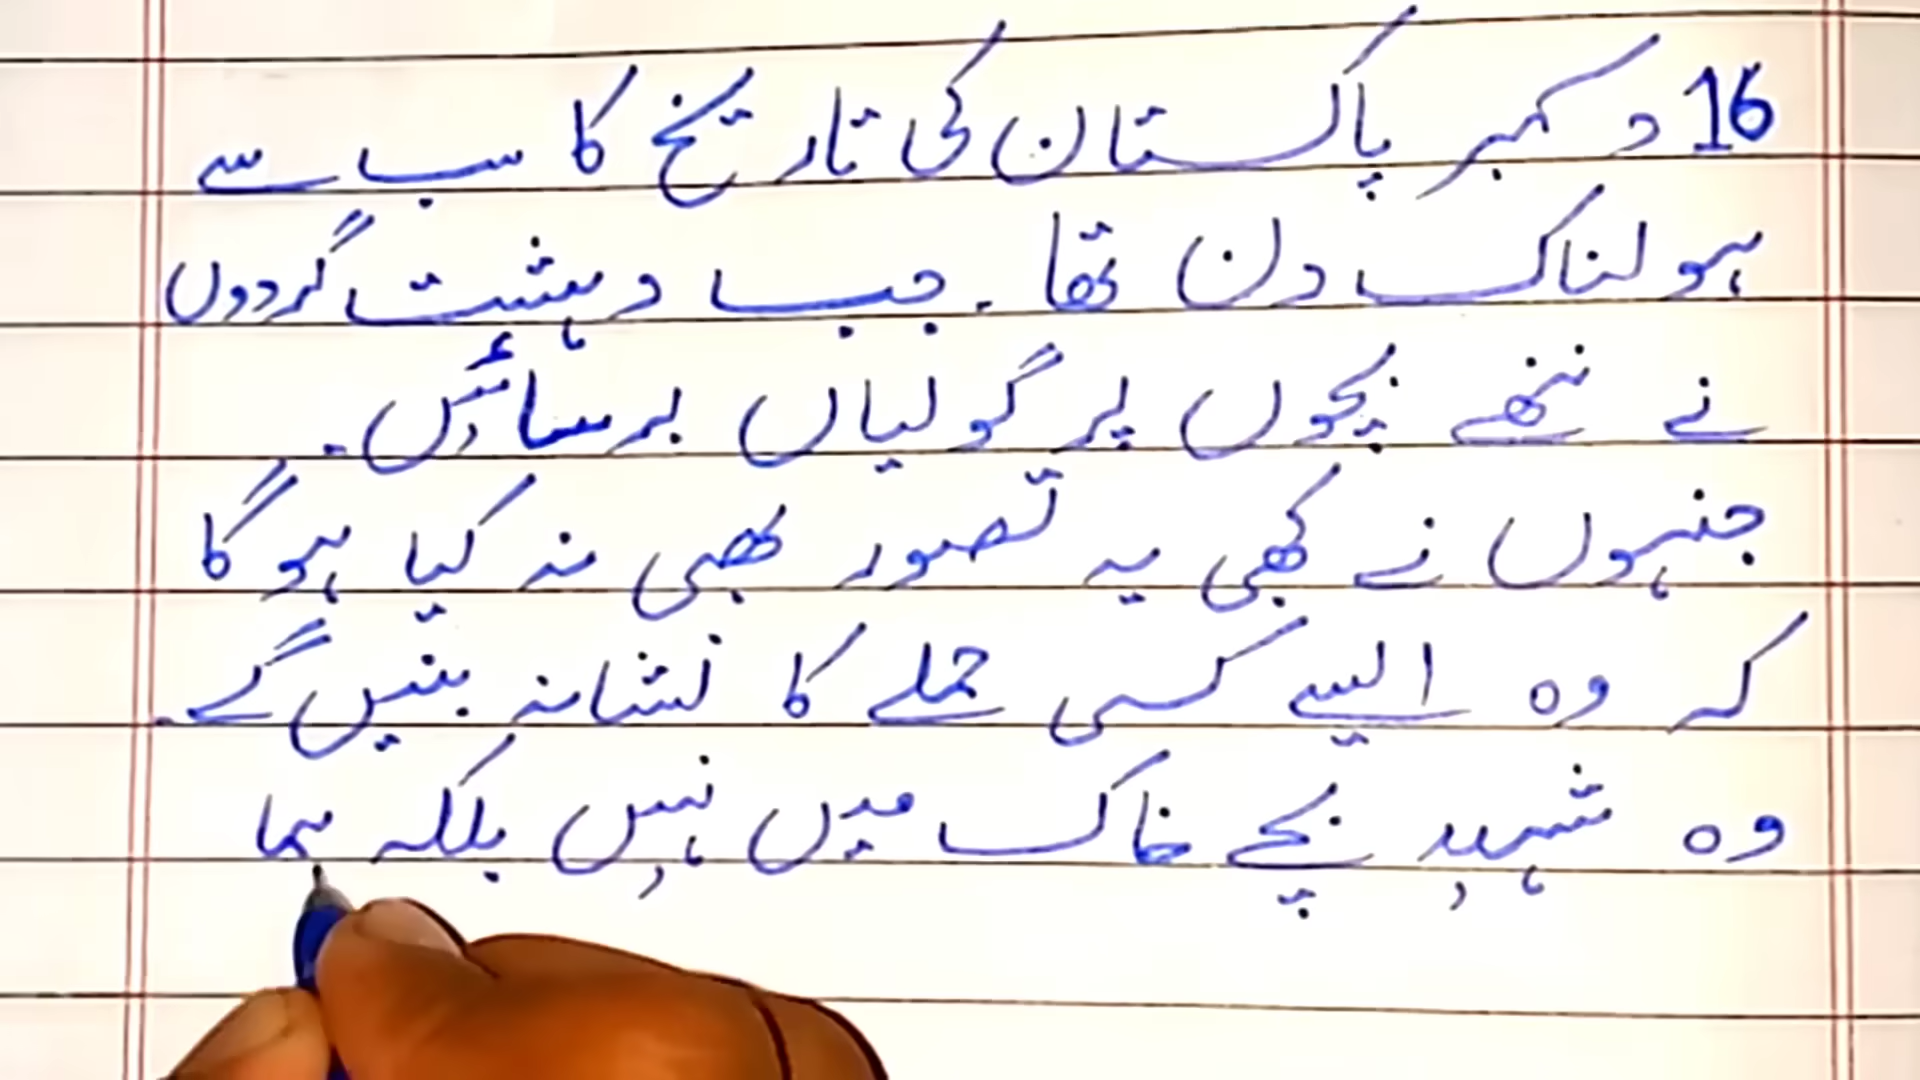 16 دسمبر پاکستان کی تاریخ کا سب سے
ہولناک دن تھا۔ جب دہشت گردوں
نے ننھے بچوں پر گولیاں برسائیں۔
جنہوں نے کبھی یہ تصور بھی نہ کیا ہوگا
کہ وہ ایسے کسی حملے کا نشانہ بنیں گے۔
وہ شہید بچے خاک میں نہیں بلکہ ہما